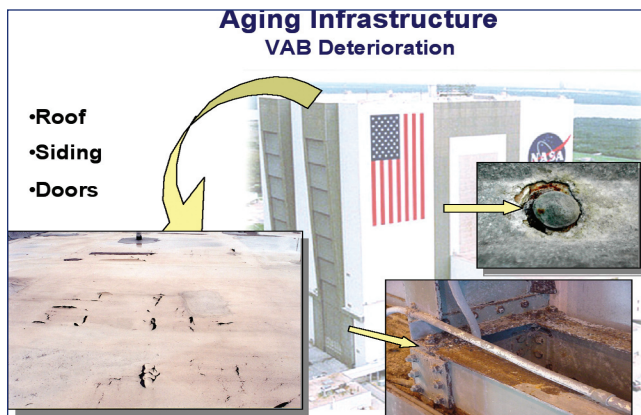 Aging Infrastructure
VAB Deterioration
•Roof
•Siding
•Doors
NASA